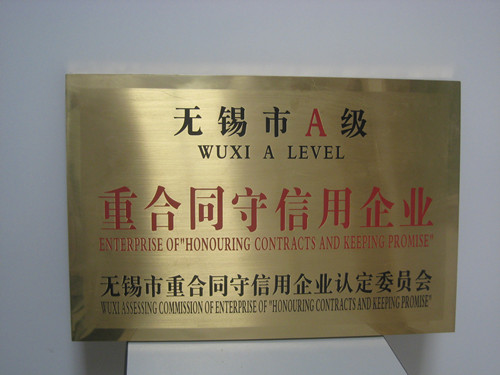 无锡市A级
WUXI A LEVEL
重合同守信用企业
ENTERPRISE OF"HONOURING CONTRACTS AND KEEPING PROMISE"
无锡市重合同守信用企业认定委员会
WUXI ASSESSING COMMISSION OF ENTERPRISE OF "HONOURING CONTRACTS AND KEEPING PROMISE"